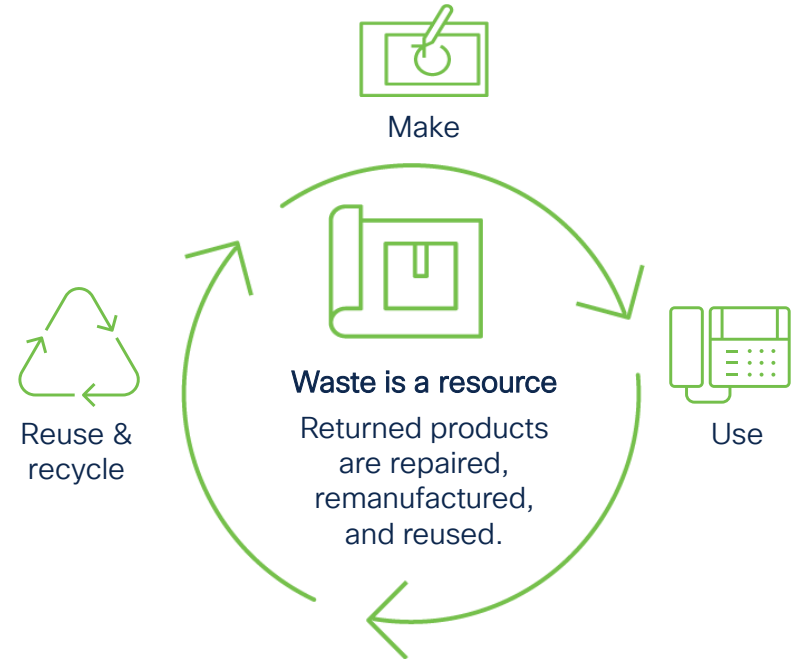 Make
Waste is a resource
Returned products
are repaired,
remanufactured,
and reused.
Use
Reuse &
recycle